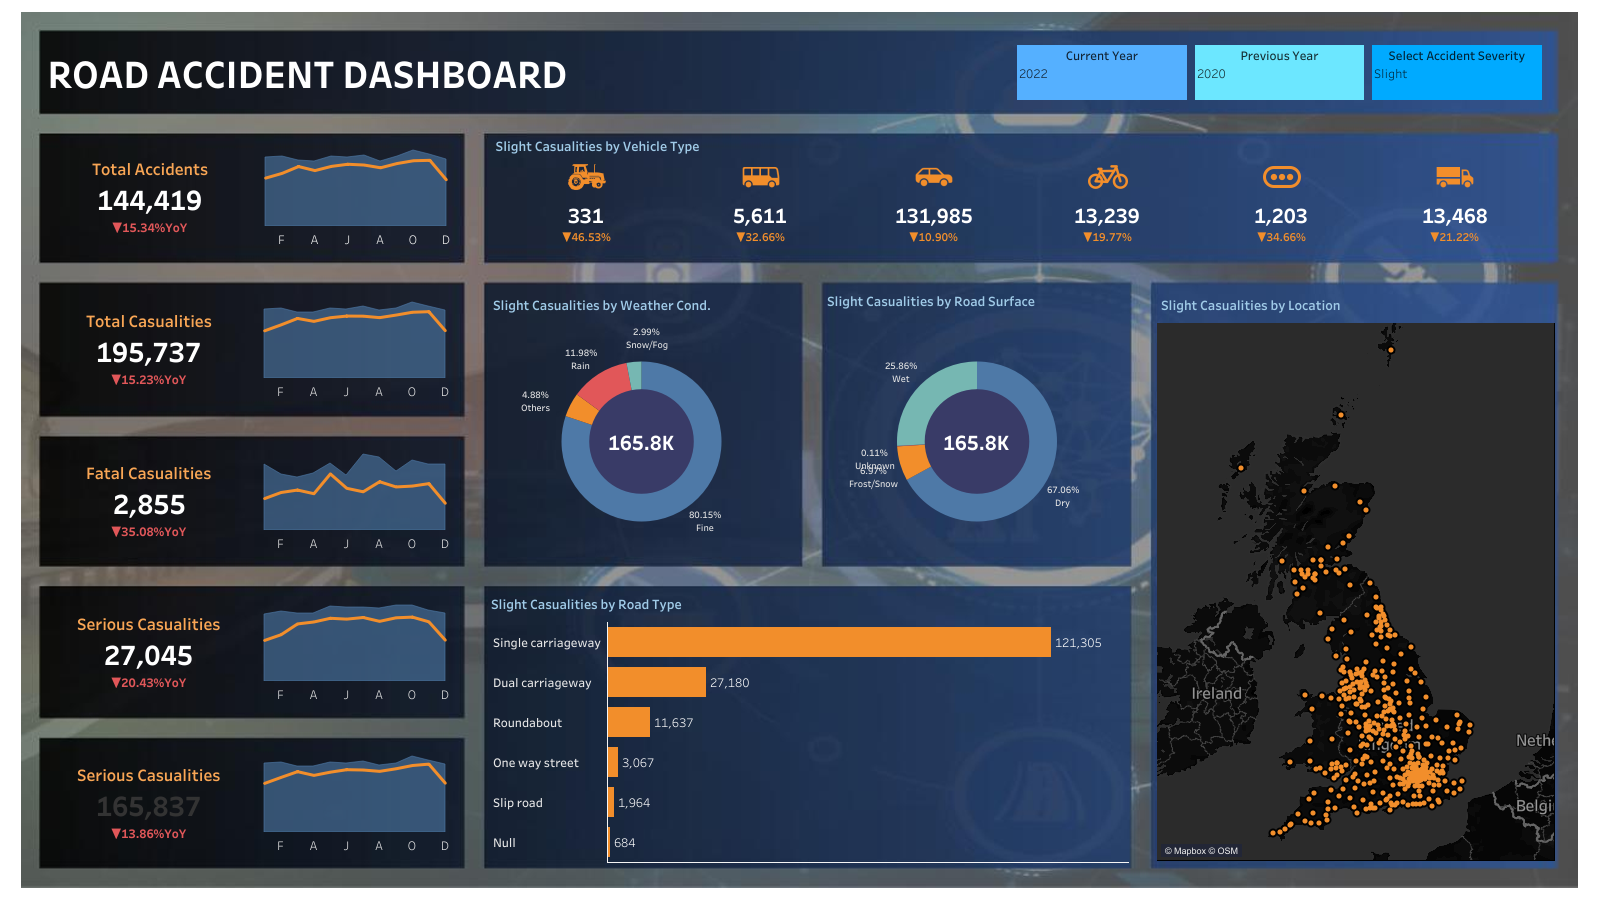 ROAD ACCIDENT DASHBOARD
Current Year
2022
Previous Year
2020
Select Accident Severity
Slight
Total Accidents
144,419
▼15.34%YoY
F A J A O D
Slight Casualities by Vehicle Type
331
▼46.53%
5,611
▼32.66%
131,985
▼10.90%
13,239
▼19.77%
1,203
▼34.66%
13,468
▼21.22%
Total Casualities
195,737
▼15.23%YoY
F A J A O D
Fatal Casualities
2,855
▼35.08%YoY
F A J A O D
Serious Casualities
27,045
▼20.43%YoY
F A J A O D
Serious Casualities
165,837
▼13.86%YoY
F A J A O D
Slight Casualities by Weather Cond.
2.99%
Snow/Fog
11.98%
Rain
4.88%
Others
165.8K
80.15%
Fine
Slight Casualities by Road Surface
25.86%
Wet
0.11%
Unknown
6.97%
Frost/Snow
165.8K
67.06%
Dry
Slight Casualities by Road Type
Single carriageway 121,305
Dual carriageway 27,180
Roundabout 11,637
One way street 3,067
Slip road 1,964
Null 684
Slight Casualities by Location
Ireland
Nethe
Belgi
© Mapbox © OSM